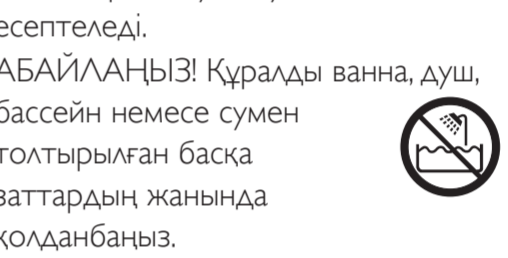 есептеледі.
АБАЙЛАҢЫЗ! Құралды ванна, душ,
бассейн немесе сумен
толтырылған басқа
заттардың жанында
қолданбаңыз.